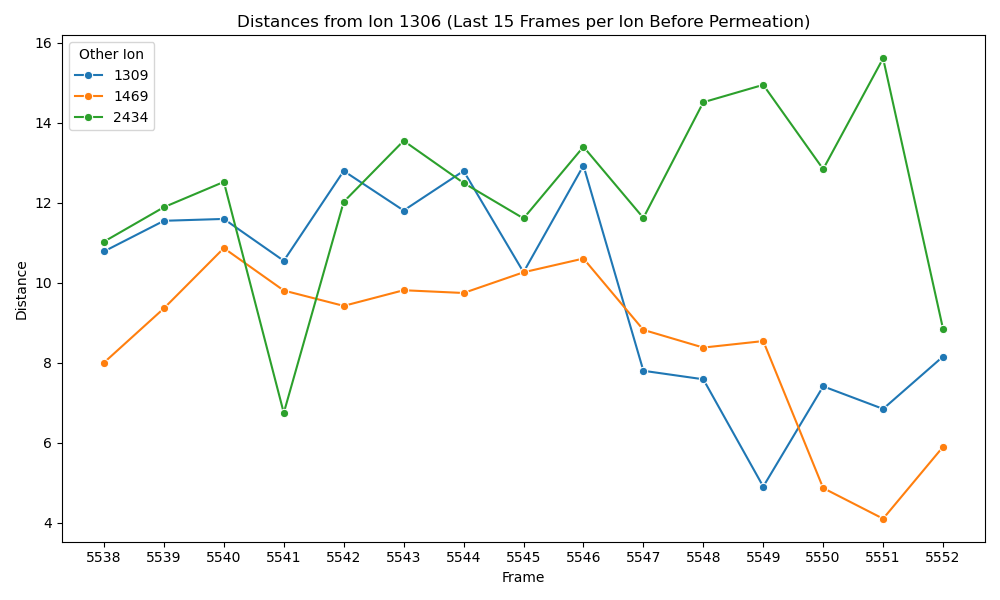 Distances from Ion 1306 (Last 15 Frames per Ion Before Permeation)
Other Ion
1309
1469
2434
Distance
16
14
12
10
8
6
4
5538 5539 5540 5541 5542 5543 5544 5545 5546 5547 5548 5549 5550 5551 5552
Frame